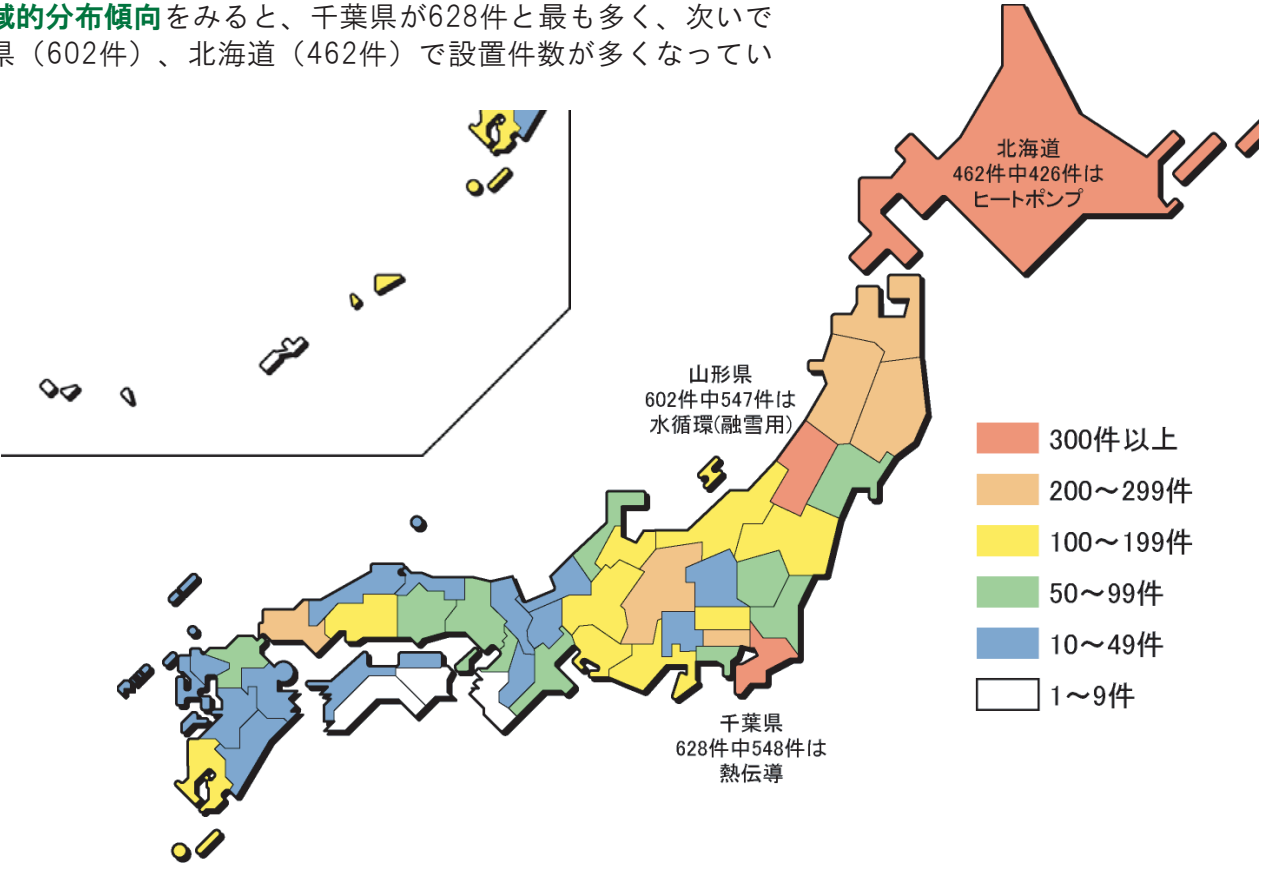 域的分布傾向をみると、千葉県が628件と最も多く、次いで
県（602件）、北海道（462件）で設置件数が多くなってい
北海道
462件中426件は
ヒートポンプ
山形県
602件中547件は
水循環(融雪用)
300件以上
200～299件
100～199件
50～99件
10～49件
1～9件
千葉県
628件中548件は
熱伝導